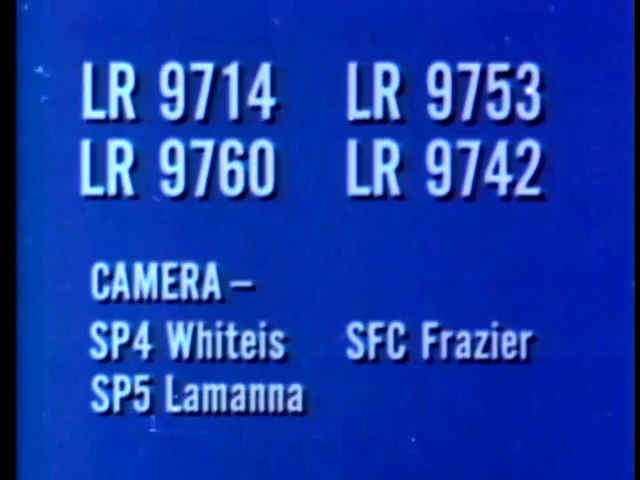 LR 9714 LR 9753
LR 9760 LR 9742
CAMERA –
SP4 Whiteis SFC Frazier
SP5 Lamanna